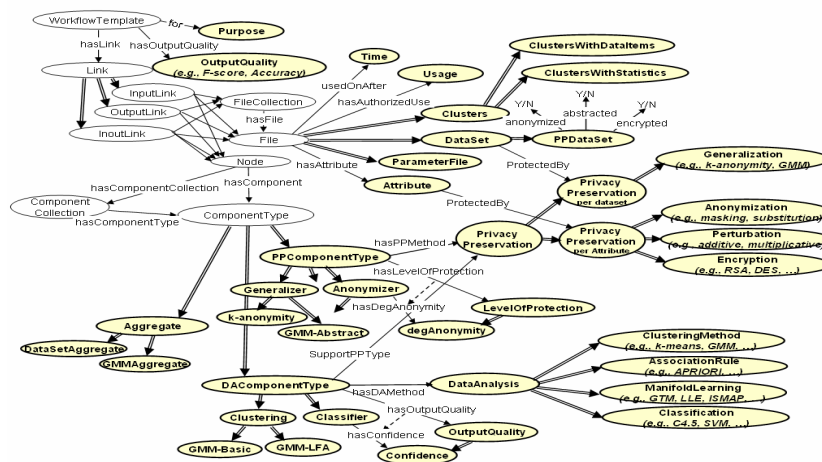 WorkflowTemplate
for
Purpose
hasLink
hasOutputQuality
OutputQuality
(e.g., F-score, Accuracy)
Link
InputLink
OutputLink
InoutLink
FileCollection
hasFile
File
Node
Time
usedOnAfter
Usage
hasAuthorizedUse
ClustersWithDataItems
ClustersWithStatistics
Clusters
Y/N
anonymized
Y/N
abstracted
Y/N
encrypted
DataSet
PPDataSet
ParameterFile
hasAttribute
Attribute
ProtectedBy
ProtectedBy
Generalization
(e.g., k-anonymity, GMM)
Privacy
Preservation
per dataset
Anonymization
(e.g., masking, substitution)
Privacy
Preservation
per Attribute
Perturbation
(e.g., additive, multiplicative)
Encryption
(e.g., RSA, DES, ...)
Privacy
Preservation
hasComponentCollection
hasComponent
Component
Collection
hasComponentType
ComponentType
hasPPMethod
PPComponentType
hasLevelOfProtection
Generalizer
Anonymizer
hasDegAnonymity
LevelOfProtection
k-anonymity
GMM-Abstract
degAnonymity
Aggregate
DataSetAggregate
GMMAggregate
SupportPPType
DAComponentType
hasDAMethod
DataAnalysis
ClusteringMethod
(e.g., k-means, GMM, ...)
AssociationRule
(e.g., APRIORI, ...)
ManifoldLearning
(e.g., GTM, LLE, ISMAP, ...)
Classification
(e.g., C4.5, SVM, ...)
Clustering
Classifier
hasOutputQuality
hasConfidence
OutputQuality
GMM-Basic
GMM-LFA
Confidence